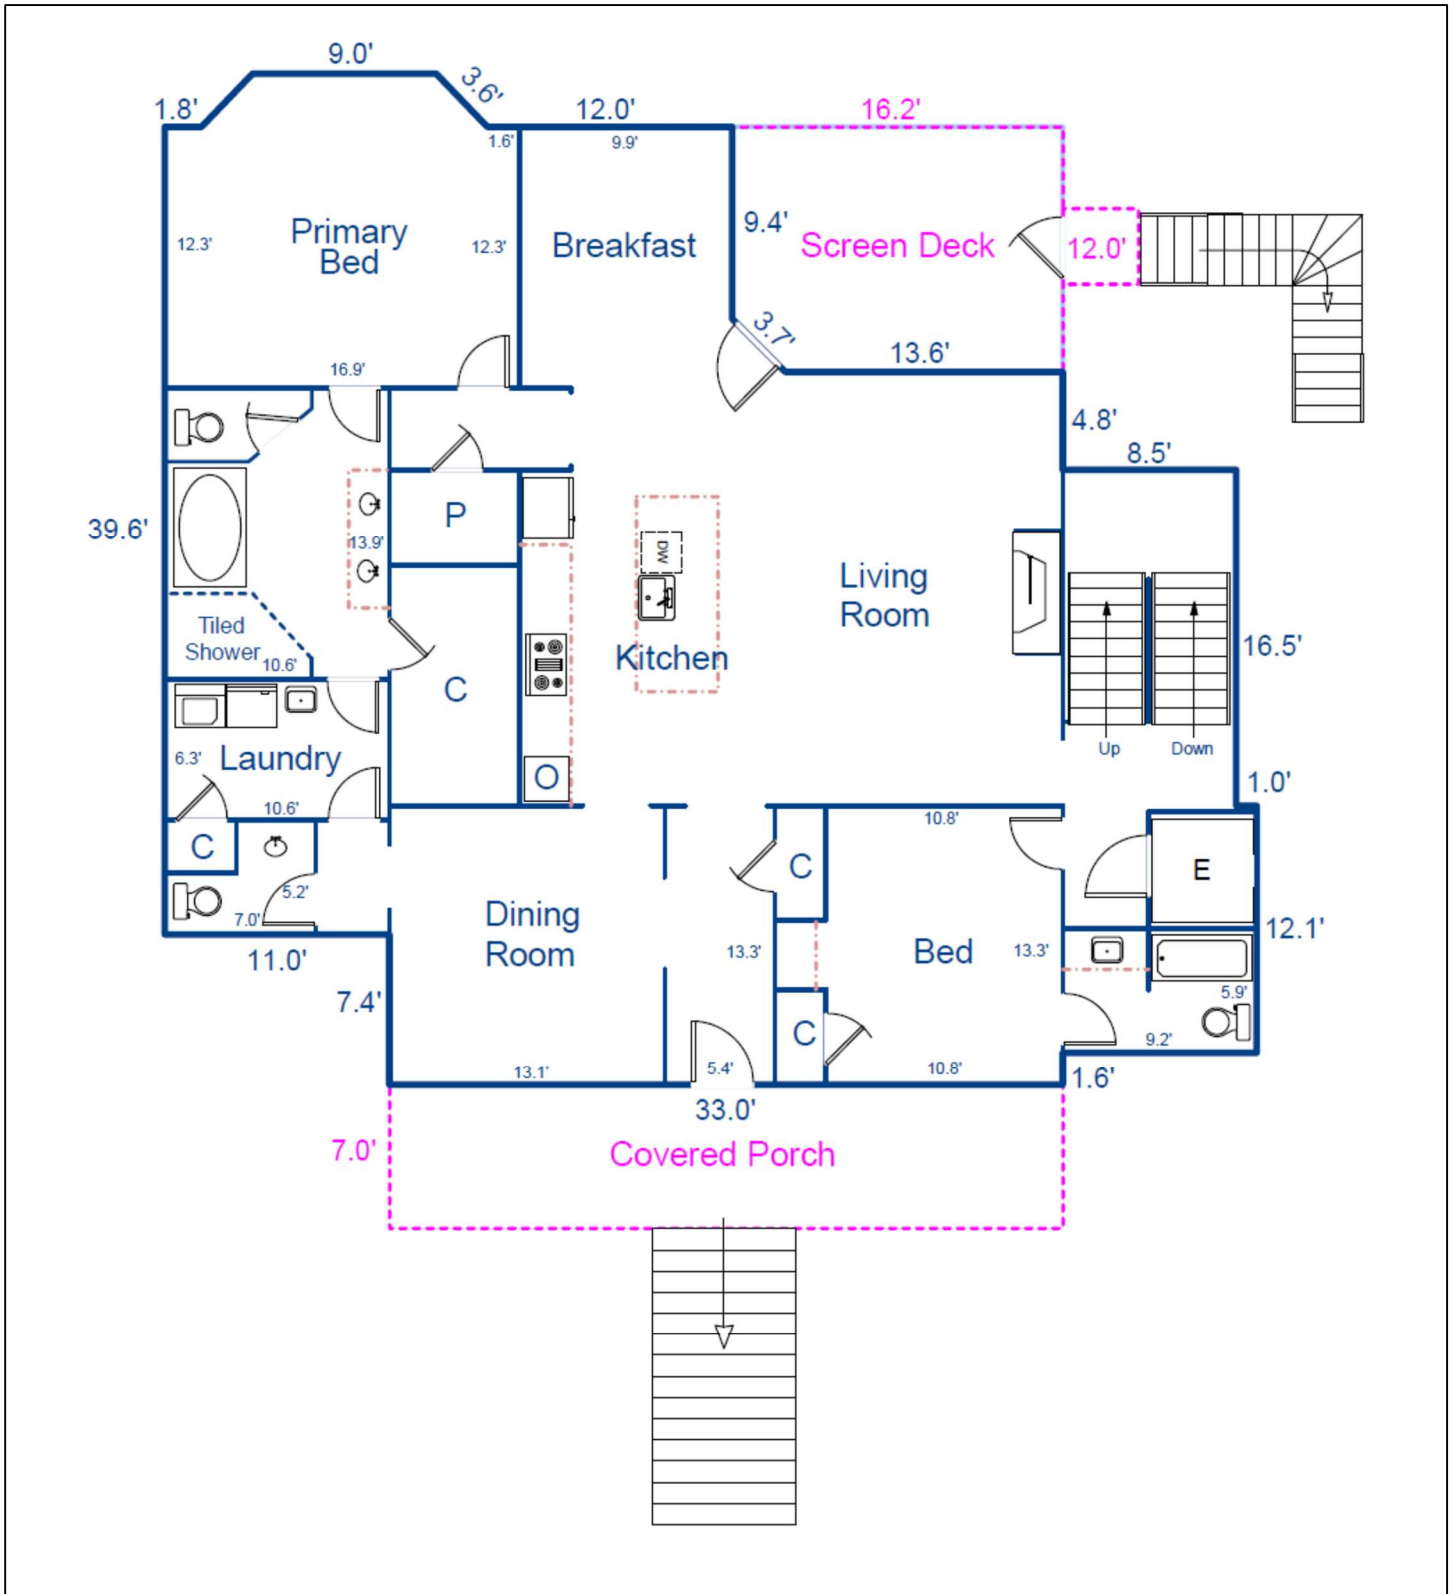 9.0'
3.6'
1.8'
12.0'
16.2'
1.6'
9.9'
12.3'
Primary
Bed
12.3'
Breakfast
9.4'
Screen Deck
12.0'
3.7'
13.6'
16.9'
4.8'
8.5'
39.6'
P
13.9'
DW
Living
Room
Tiled
Shower
10.6'
Kitchen
16.5'
C
Up
Down
6.3'
Laundry
O
1.0'
10.6'
10.8'
C
C
E
5.2'
7.0'
Dining
Room
13.3'
Bed
13.3'
12.1'
11.0'
7.4'
5.9'
C
9.2'
13.1'
5.4'
10.8'
1.6'
33.0'
7.0'
Covered Porch